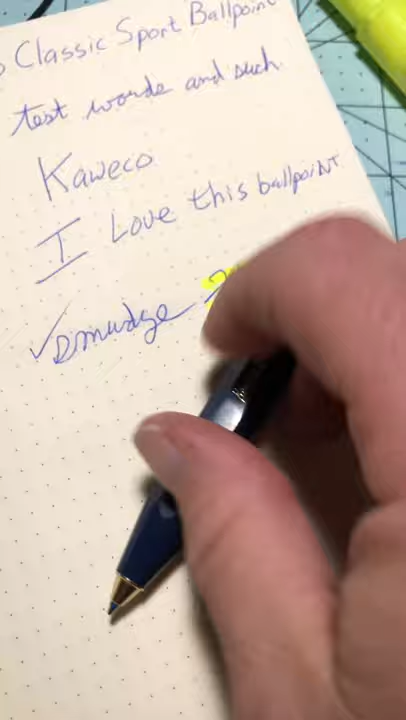 Classic Sport Ballpoint
test words and such
Kaweco
I Love this ballpoint
✓ smudge